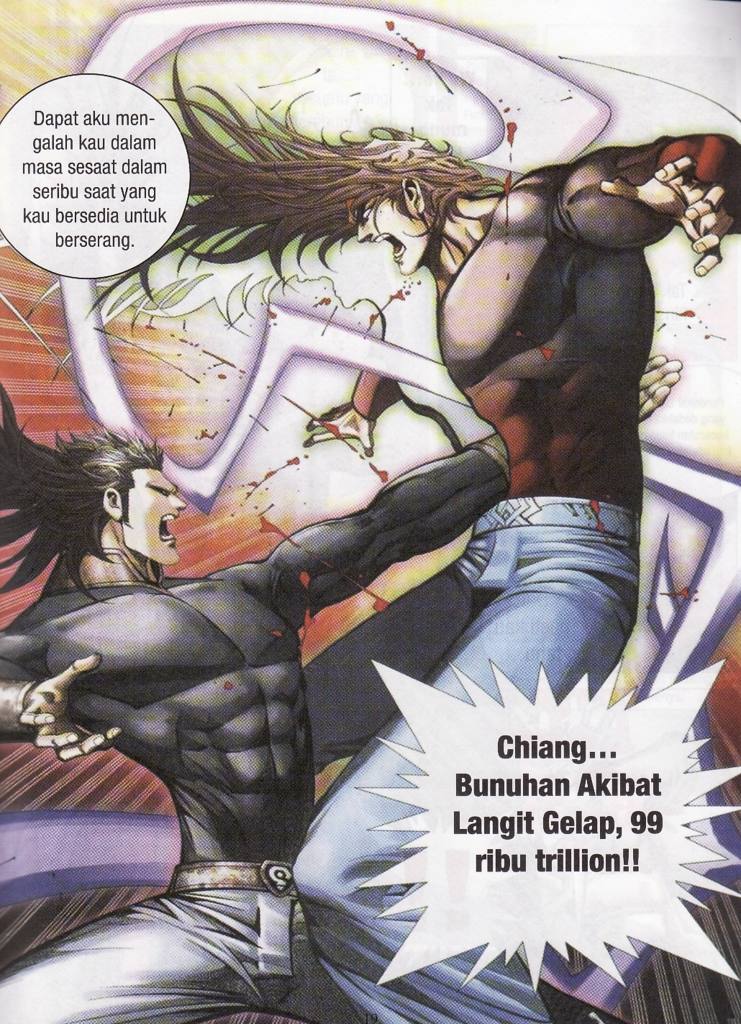 Dapat aku men-
galah kau dalam
masa sesaat dalam
seribu saat yang
kau bersedia untuk
berserang.
Chiang...
Bunuhan Akibat
Langit Gelap, 99
ribu trillion!!
19